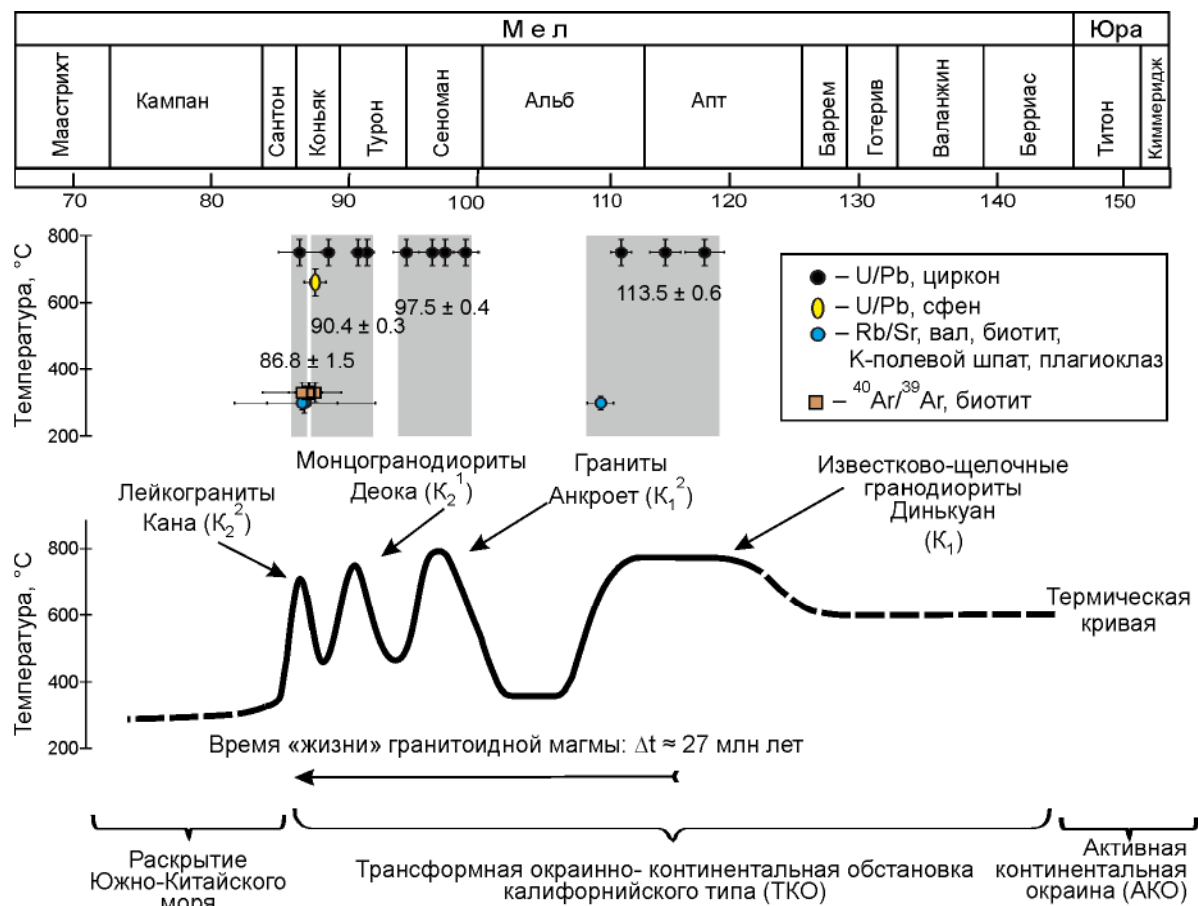 Мел
Юра
Маастрихт
Кампан
Сантон
Коньяк
Турон
Сеноман
Альб
Апт
Баррем
Готерив
Валанжин
Берриас
Титон
Киммеридж
70 80 90 100 110 120 130 140 150
Температура, °C
800
600
400
200
113.5 ± 0.6
97.5 ± 0.4
90.4 ± 0.3
86.8 ± 1.5
– U/Pb, циркон
– U/Pb, сфен
– Rb/Sr, вал, биотит,
К-полевой шпат, плагиоклаз
– ⁴⁰Ar/³⁹Ar, биотит
Лейкограниты
Кана (К₂²)
Монцогранодиориты
Деока (К₂¹)
Граниты
Анкроет (К₁²)
Известково-щелочные
гранодиориты
Динькуан
(К₁)
Температура, °C
800
600
400
200
Термическая
кривая
Время «жизни» гранитоидной магмы: Δt ≈ 27 млн лет
Раскрытие
Южно-Китайского
моря
Трансформная окраинно- континентальная обстановка
калифорнийского типа (ТКО)
Активная
континентальная
окраина (АКО)